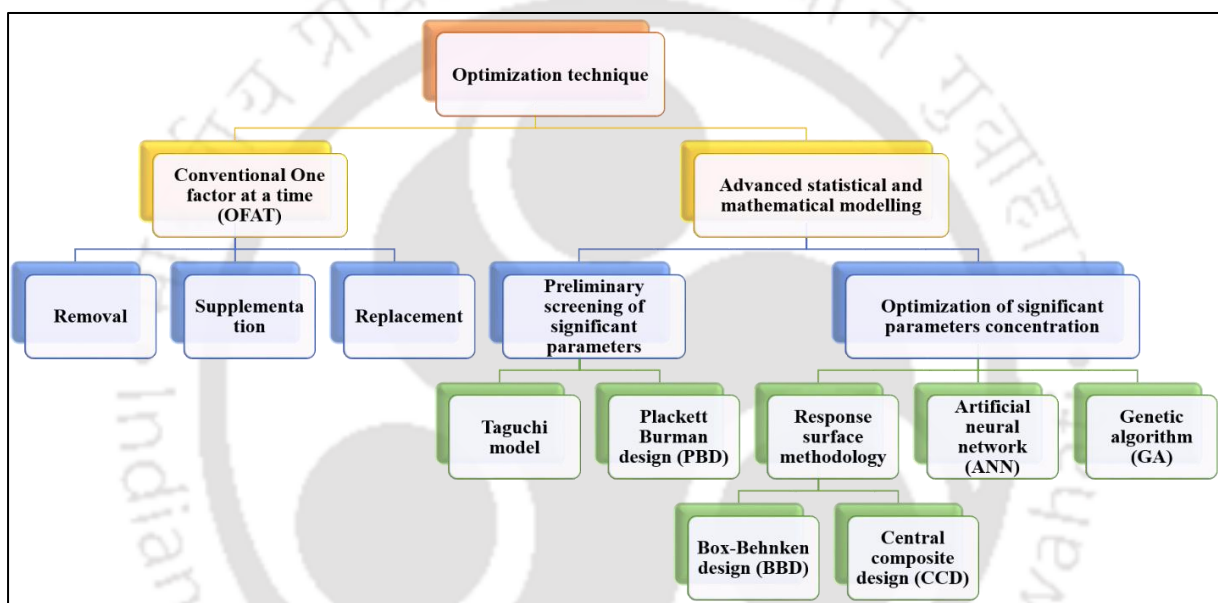 Optimization technique
Conventional One
factor at a time
(OFAT)
Advanced statistical and
mathematical modelling
Removal
Supplementa
tion
Replacement
Preliminary
screening of
significant
parameters
Optimization of significant
parameters concentration
Taguchi
model
Plackett
Burman
design (PBD)
Response
surface
methodology
Artificial
neural
network
(ANN)
Genetic
algorithm
(GA)
Box-Behnken
design (BBD)
Central
composite
design (CCD)
Indian